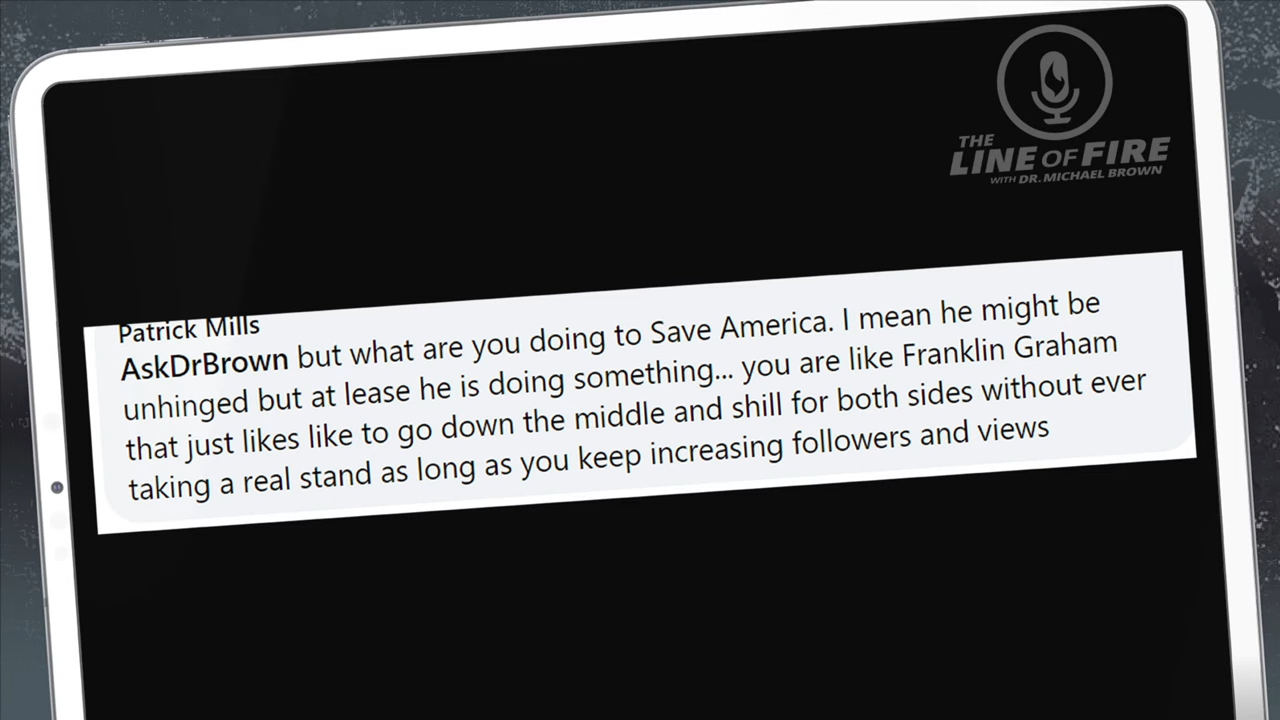 THE
LINE OF FIRE
WITH DR. MICHAEL BROWN
Patrick Mills
AskDrBrown but what are you doing to Save America. I mean he might be
unhinged but at lease he is doing something... you are like Franklin Graham
that just likes like to go down the middle and shill for both sides without ever
taking a real stand as long as you keep increasing followers and views